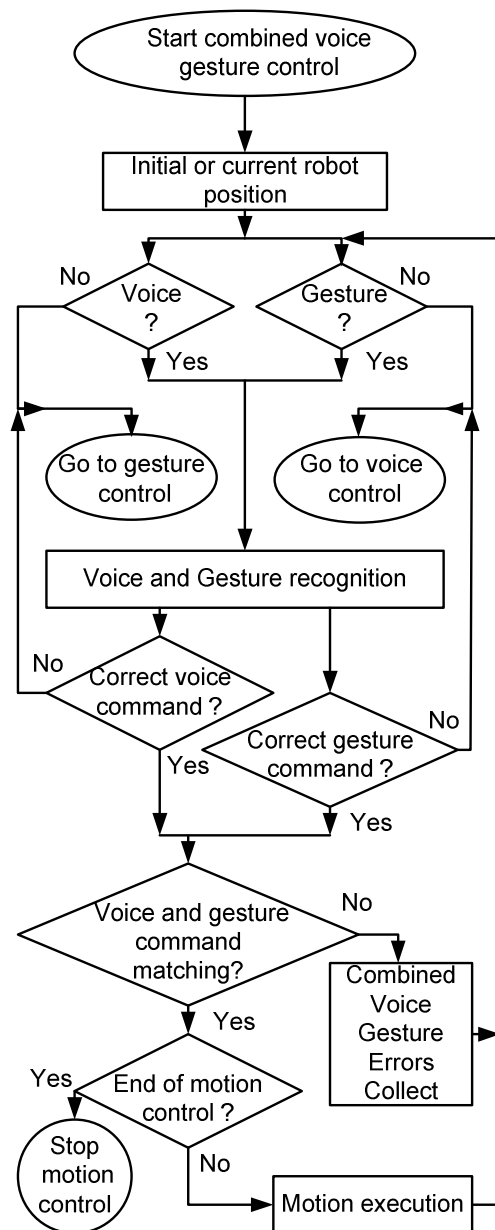 Start combined voice
gesture control
Initial or current robot
position
No
Voice
?
Yes
Gesture
?
No
Yes
Go to gesture
control
Go to voice
control
Voice and Gesture recognition
No
Correct voice
command ?
Yes
Correct gesture
command ?
No
Yes
Voice and gesture
command
matching?
No
Combined
Voice
Gesture
Errors
Collect
Yes
Yes
End of motion
control ?
Stop
motion
control
No
Motion execution